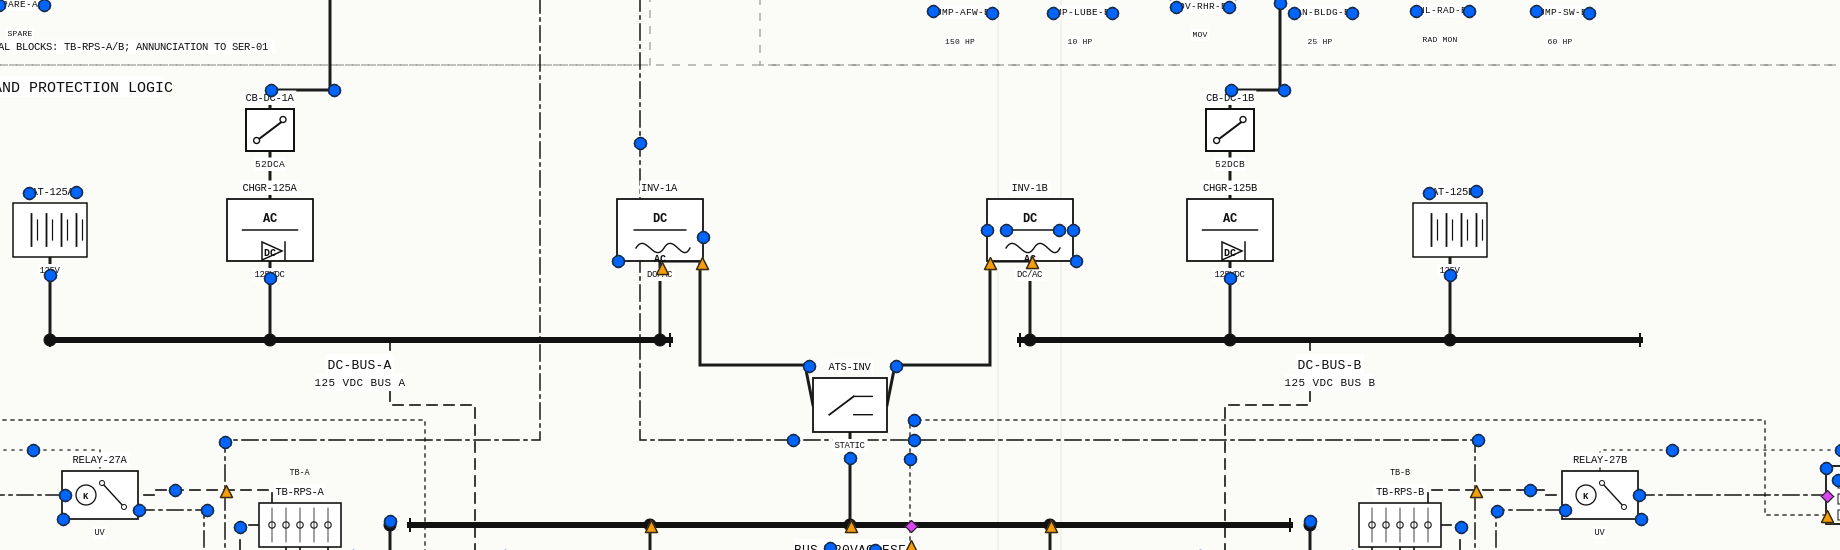 SPARE
150 HP
10 HP
MOV
25 HP
RAD MON
60 HP
AL BLOCKS: TB-RPS-A/B; ANNUNCIATION TO SER-01
AND PROTECTION LOGIC
CB-DC-1A
CB-DC-1B
52DCA
52DCB
CHGR-125A
INV-1A
INV-1B
CHGR-125B
AC
DC
DC
AC
DC
AC
AC
DC
DC/AC
DC-BUS-A
125 VDC BUS A
ATS-INV
DC-BUS-B
125 VDC BUS B
STATIC
RELAY-27A
K
UV
TB-A
TB-RPS-A
TB-B
TB-RPS-B
RELAY-27B
K
UV